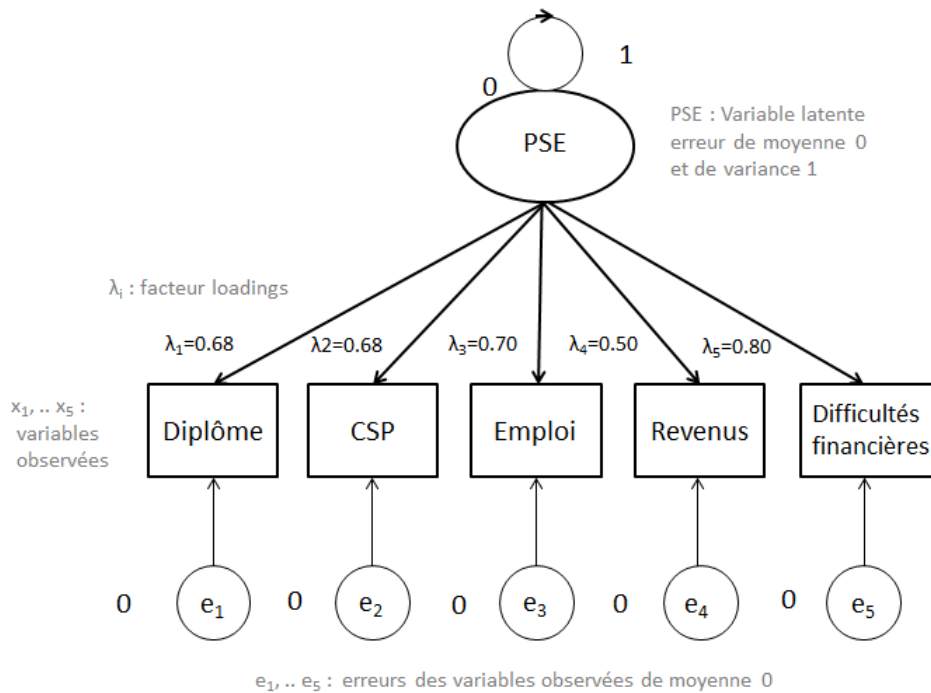 1
0
PSE
PSE : Variable latente
erreur de moyenne 0
et de variance 1
λi : facteur loadings
λ1=0.68
λ2=0.68
λ3=0.70
λ4=0.50
λ5=0.80
x1, .. x5 :
variables
observées
Diplôme
CSP
Emploi
Revenus
Difficultés
financières
0
e1
0
e2
0
e3
0
e4
0
e5
e1, .. e5 : erreurs des variables observées de moyenne 0